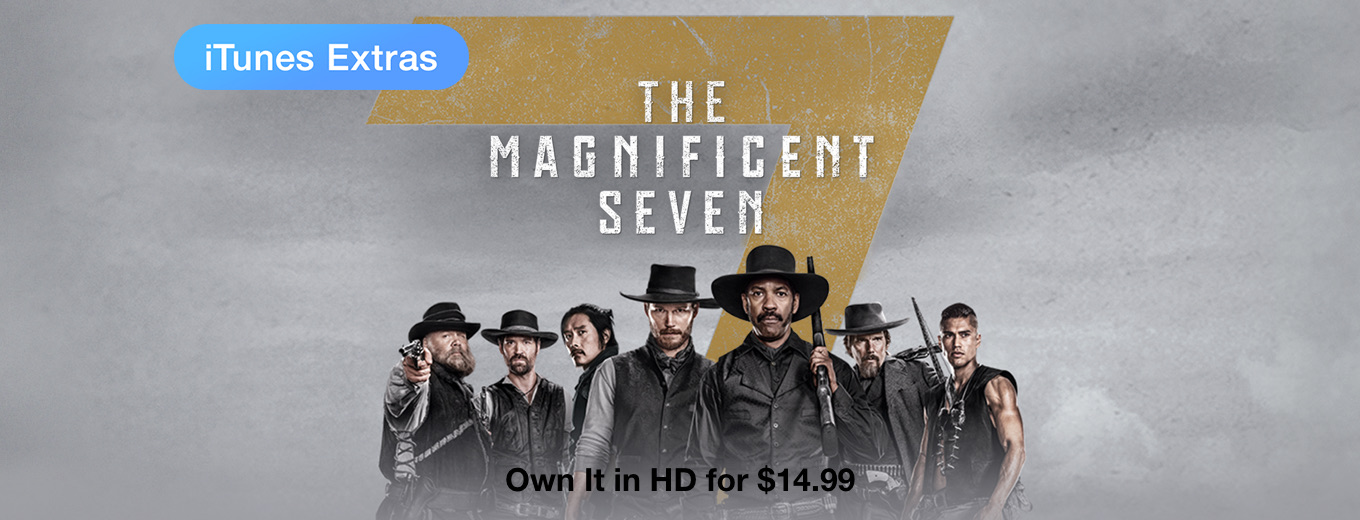 iTunes Extras
THE
MAGNIFICENT
SEVEN
Own It in HD for $14.99